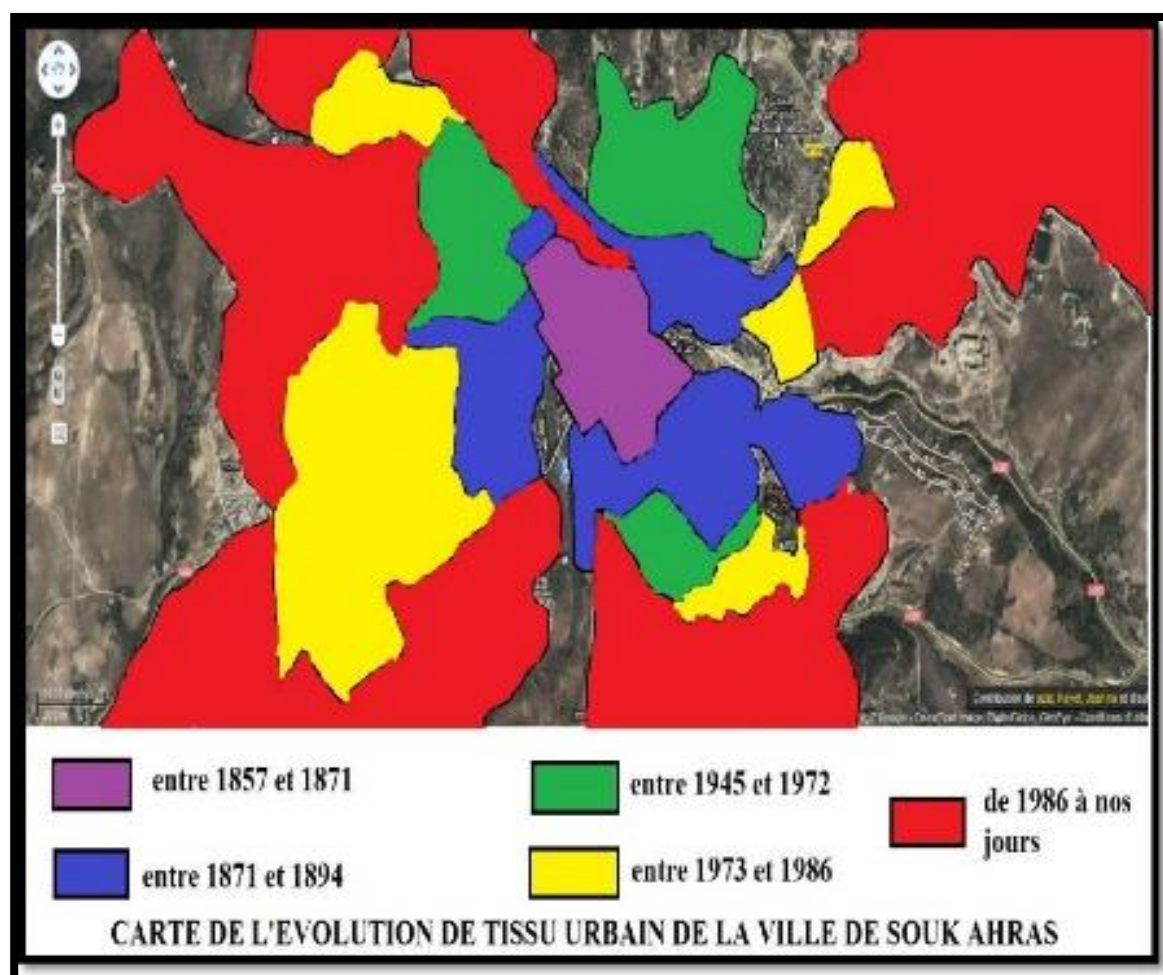 entre 1857 et 1871
entre 1945 et 1972
de 1986 à nos
jours
entre 1871 et 1894
entre 1973 et 1986
CARTE DE L'EVOLUTION DE TISSU URBAIN DE LA VILLE DE SOUK AHRAS